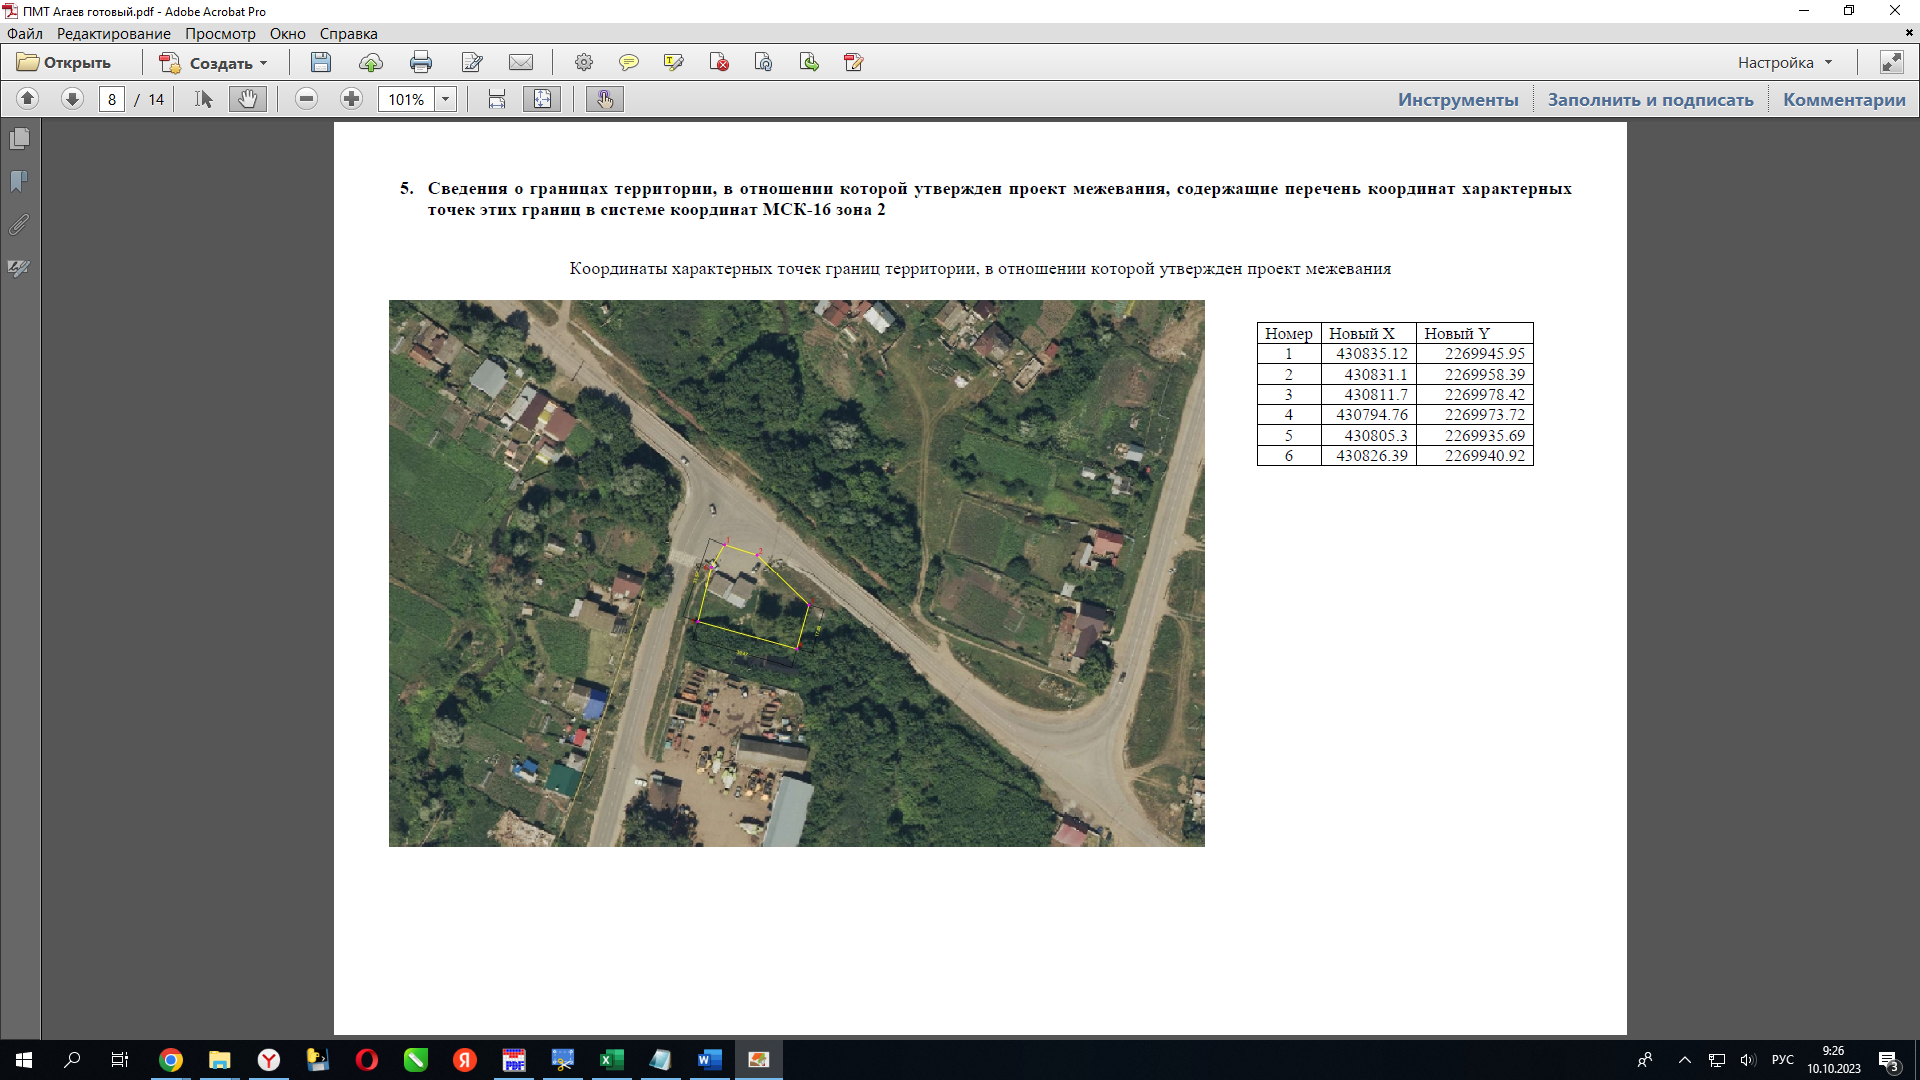 ПМТ Агаев готовый.pdf - Adobe Acrobat Pro
Файл Редактирование Просмотр Окно Справка
Открыть Создать Настройка
8 / 14 101% Инструменты Заполнить и подписать Комментарии
5. Сведения о границах территории, в отношении которой утвержден проект межевания, содержащие перечень координат характерных
точек этих границ в системе координат МСК-16 зона 2
Координаты характерных точек границ территории, в отношении которой утвержден проект межевания
Номер Новый X Новый Y
1 430835.12 2269945.95
2 430831.1 2269958.39
3 430811.7 2269978.42
4 430794.76 2269973.72
5 430805.3 2269935.69
6 430826.39 2269940.92
РУС
9:26
10.10.2023
3